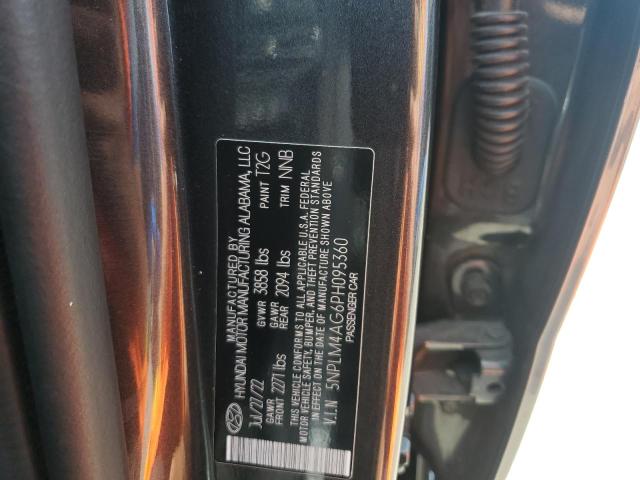 MANUFACTURED BY
HYUNDAI MOTOR MANUFACTURING ALABAMA, LLC
JUL/27/22 GVWR 3858 lbs PAINT T2G
GAWR FRONT 2271 lbs GAWR REAR 2094 lbs TRIM NNB
THIS VEHICLE CONFORMS TO ALL APPLICABLE U.S.A. FEDERAL
MOTOR VEHICLE SAFETY, BUMPER, AND THEFT PREVENTION STANDARDS
IN EFFECT ON THE DATE OF MANUFACTURE SHOWN ABOVE
V.I.N 5NPLM4AG6PH095360
PASSENGER CAR